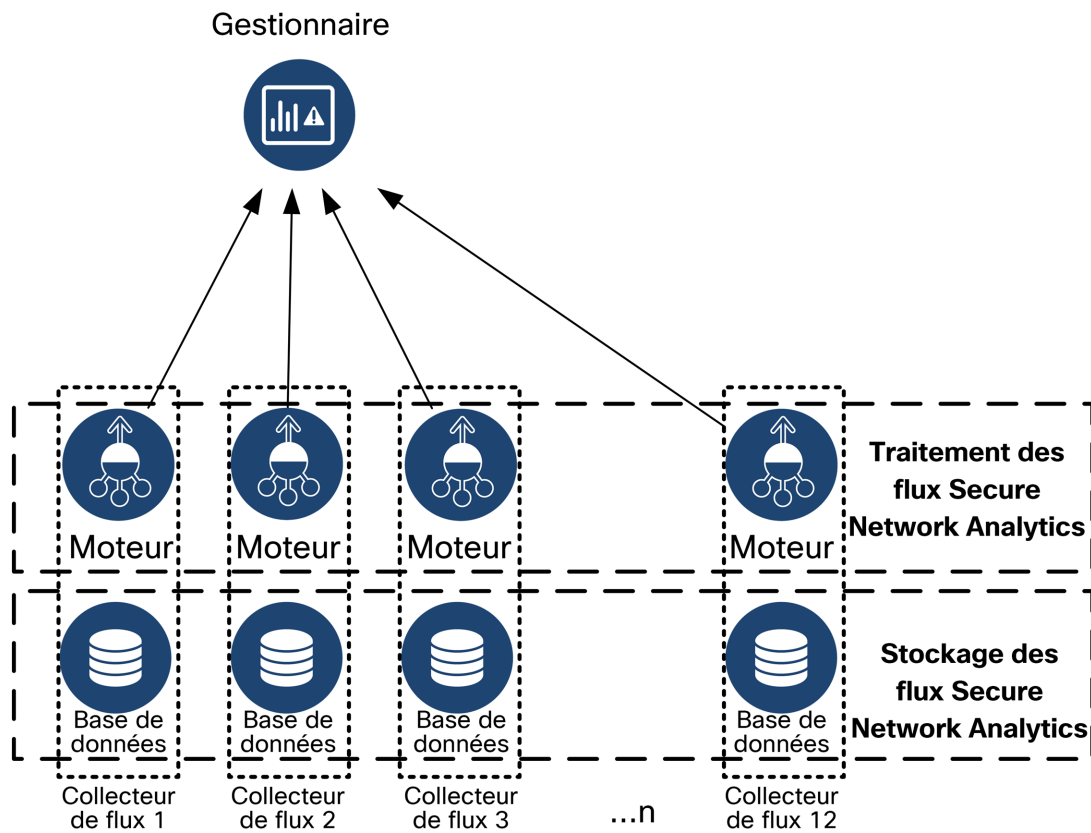 Gestionnaire
Moteur
Moteur
Moteur
Moteur
Traitement des
flux Secure
Network Analytics
Base de
données
Base de
données
Base de
données
Base de
données
Stockage des
flux Secure
Network Analytics
Collecteur
de flux 1
Collecteur
de flux 2
Collecteur
de flux 3
...n
Collecteur
de flux 12